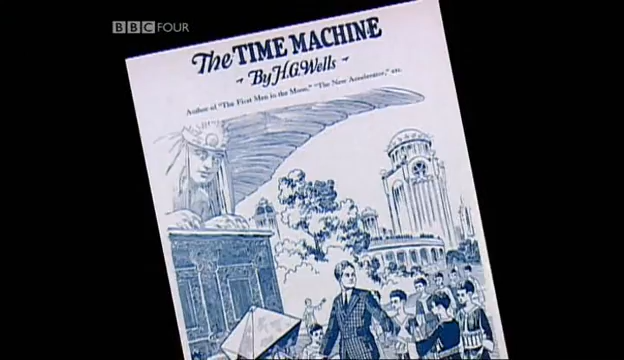 BBC FOUR
The TIME MACHINE
By H.G. Wells
Author of "The First Men in the Moon," "The New Accelerator," etc.